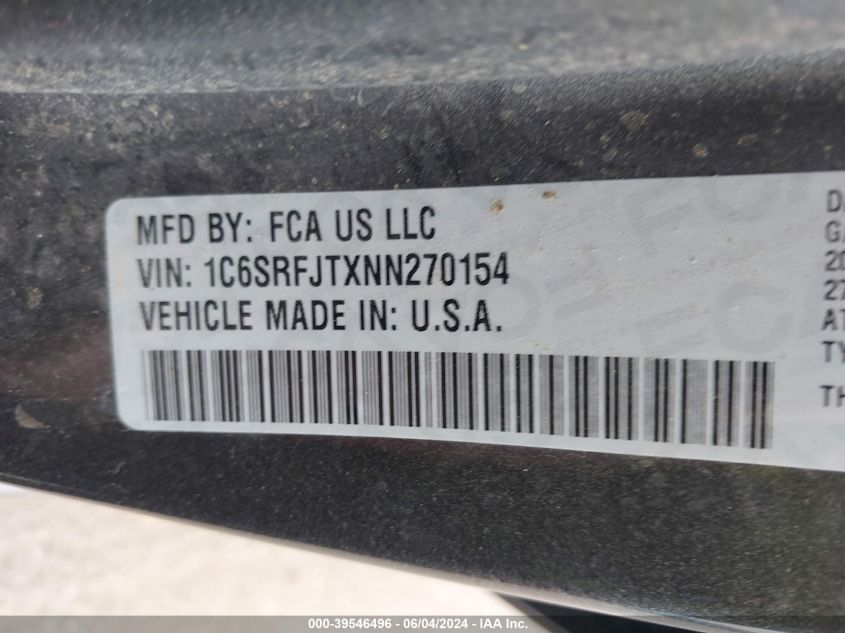 MFD BY: FCA US LLC
VIN: 1C6SRFJTXNN270154
VEHICLE MADE IN: U.S.A.
000-39546496 - 06/04/2024 - IAA Inc.